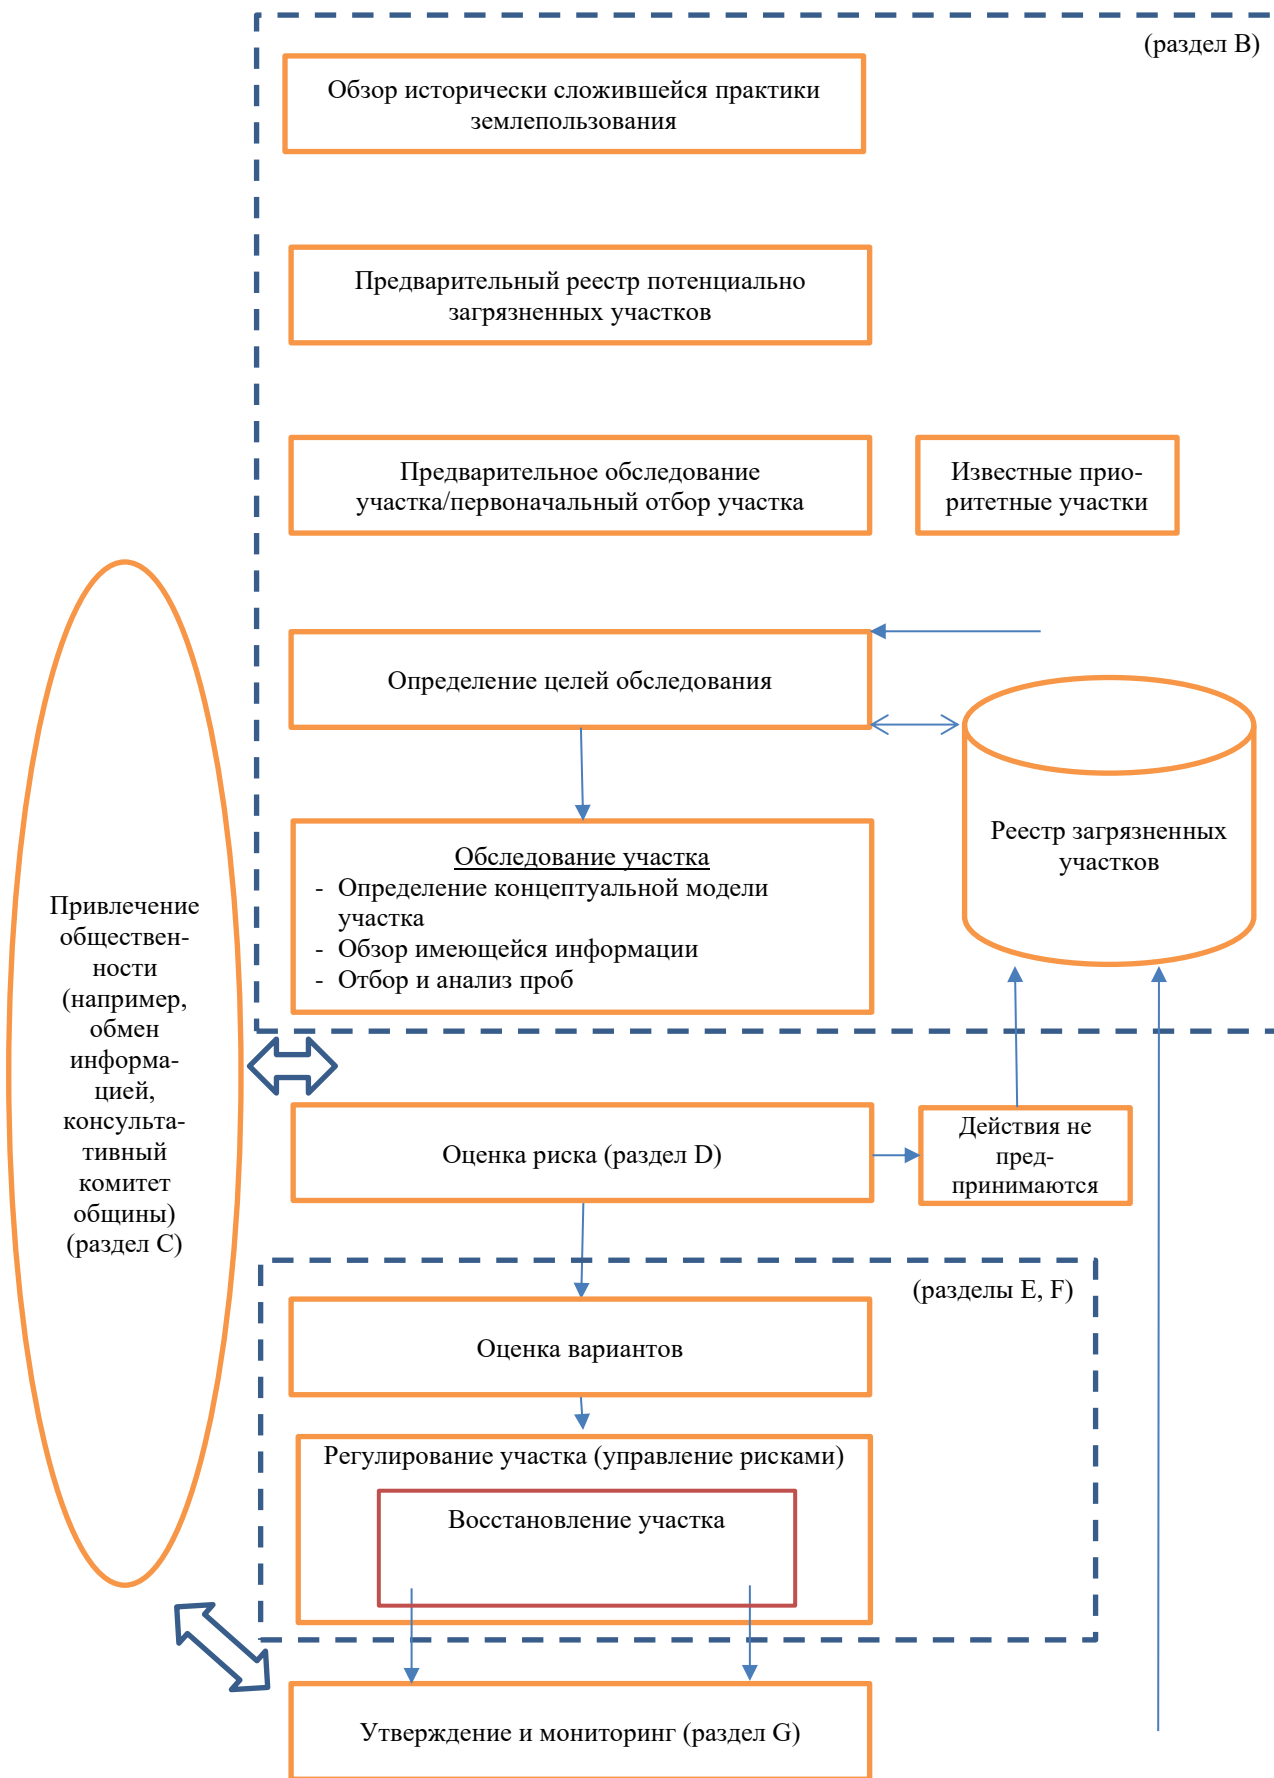 (раздел B)
Обзор исторически сложившейся практики
землепользования
Предварительный реестр потенциально
загрязненных участков
Предварительное обследование
участка/первоначальный отбор участка
Известные прио-
ритетные участки
Определение целей обследования
Реестр загрязненных
участков
Обследование участка
- Определение концептуальной модели
участка
- Обзор имеющейся информации
- Отбор и анализ проб
Привлечение
обществен-
ности
(например,
обмен
информа-
цией,
консульта-
тивный
комитет
общины)
(раздел C)
Оценка риска (раздел D)
Действия не
пред-
принимаются
(разделы E, F)
Оценка вариантов
Регулирование участка (управление рисками)
Восстановление участка
Утверждение и мониторинг (раздел G)